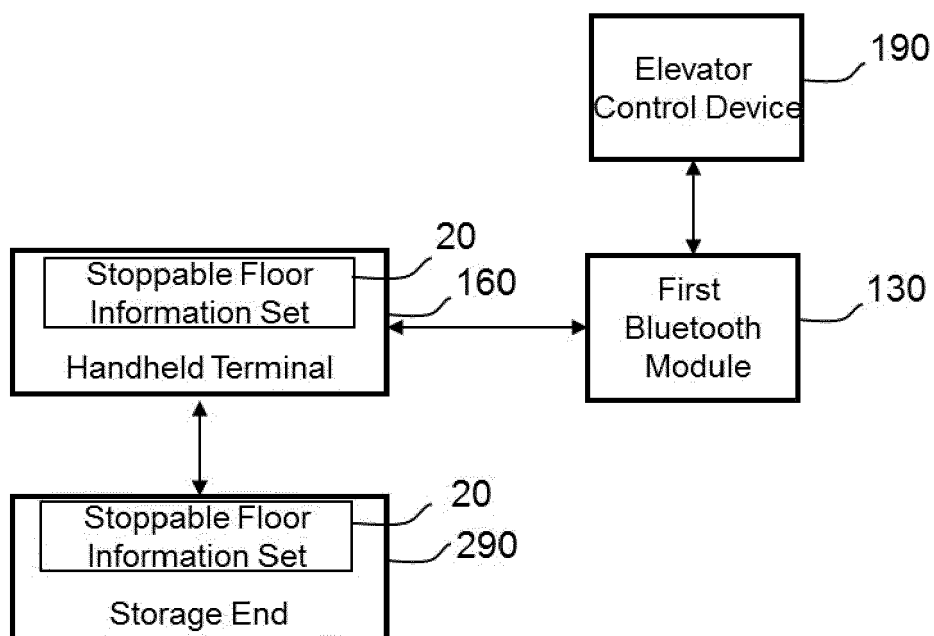 Elevator
Control Device
190
Stoppable Floor
Information Set
20
160
Handheld Terminal
First
Bluetooth
Module
130
Stoppable Floor
Information Set
20
290
Storage End